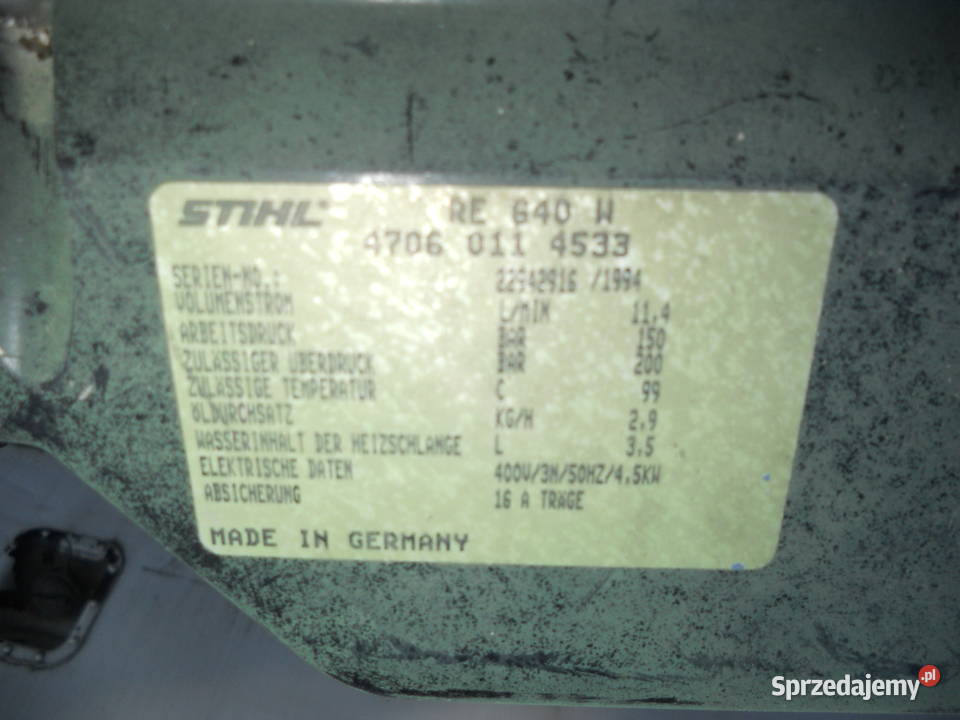 STIHL RE 640 W
4706 011 4533
SERIEN-NO.: 22942916 /1994
VOLUMENSTROM L/MIN 11,4
ARBEITSDRUCK BAR 150
ZULÄSSIGER ÜBERDRUCK BAR 200
ZULÄSSIGE TEMPERATUR C 99
ÖLDURCHSATZ KG/H 2,9
WASSERINHALT DER HEIZSCHLANGE L 3,5
ELEKTRISCHE DATEN 400V/3N/50HZ/4,5KW
ABSICHERUNG 16 A TRÄGE
MADE IN GERMANY
Sprzedajemy.pl